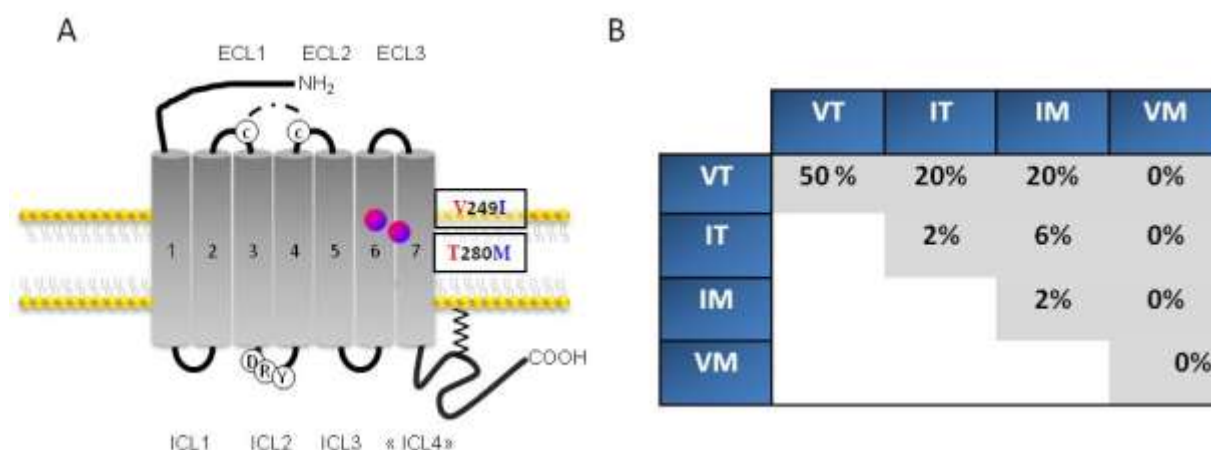 A
ECL1 ECL2 ECL3
NH2
c c
V249I
T280M
1 2 3 4 5 6 7
D R Y
COOH
ICL1 ICL2 ICL3 « ICL4»
B
VT IT IM VM
VT 50 % 20% 20% 0%
IT 2% 6% 0%
IM 2% 0%
VM 0%